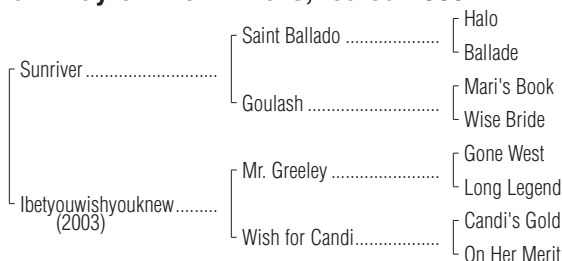 Halo
Saint Ballado ....................
Ballade
Sunriver ............................
Mari's Book
Goulash ............................
Wise Bride
Gone West
Mr. Greeley .......................
Long Legend
Ibetyouwishyouknew.........
(2003)
Candi's Gold
Wish for Candi..................
On Her Merit